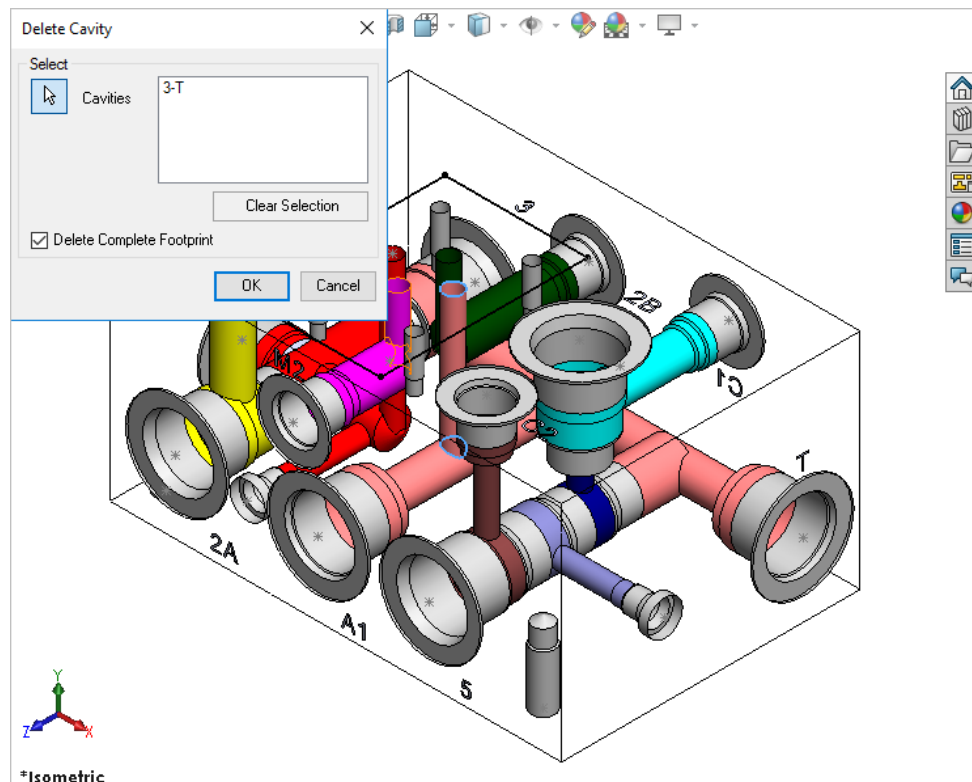 Delete Cavity
Select
Cavities
3-T
Clear Selection
Delete Complete Footprint
OK
Cancel
3
2B
C1
M2
T
2A
A1
5
Y
Z
X
*Isometric